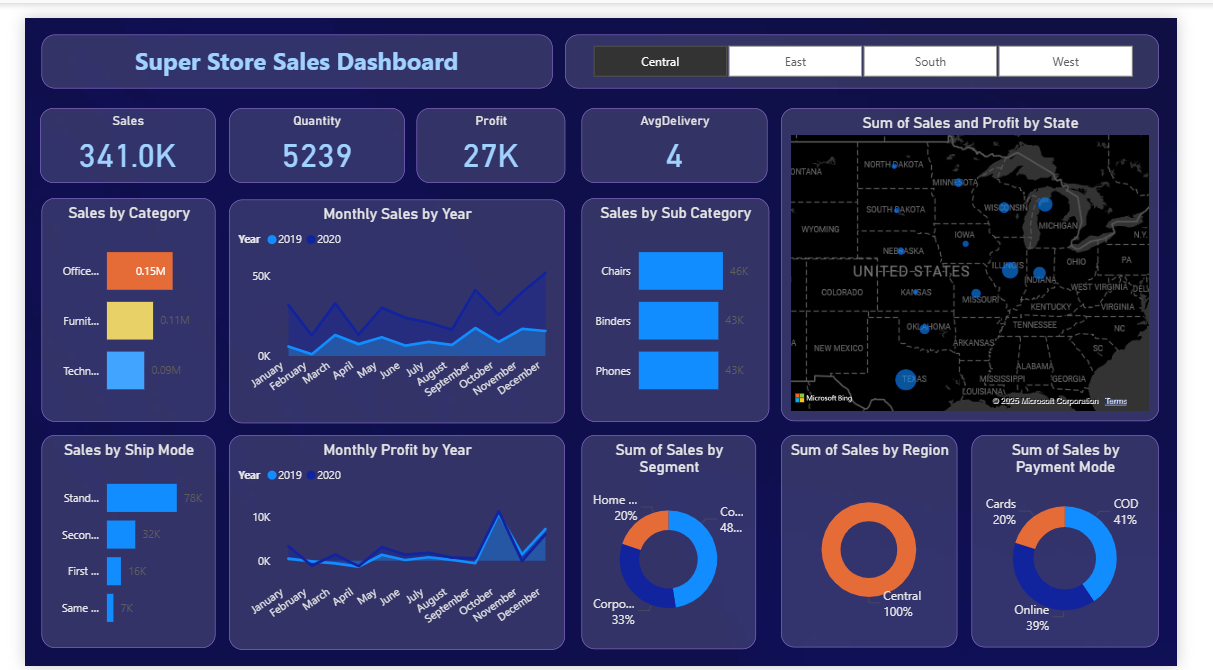 Super Store Sales Dashboard
Central
East
South
West
Sales
341.0K
Quantity
5239
Profit
27K
AvgDelivery
4
Sum of Sales and Profit by State
ONTANA
NORTH DAKOTA
MINNESOTA
SOUTH DAKOTA
WISCONSIN
MICHIGAN
WYOMING
IOWA
N.Y.
NEBRASKA
ILLINOIS
INDIANA
OHIO
PA
UNITED STATES
COLORADO
KANSAS
MISSOURI
WEST VIRGINIA
DEL
KENTUCKY
VIRGINIA
OKLAHOMA
TENNESSEE
NC
A
NEW MEXICO
ARKANSAS
SC
ALABAMA
TEXAS
MISSISSIPPI
GEORGIA
LOUISIANA
Microsoft Bing
© 2025 Microsoft Corporation Terms
Sales by Category
Office...
0.15M
Furnit...
0.11M
Techn...
0.09M
Monthly Sales by Year
Year 2019 2020
50K
0K
January
February
March
April
May
June
July
August
September
October
November
December
Sales by Sub Category
Chairs
46K
Binders
43K
Phones
43K
Sales by Ship Mode
Stand...
78K
Secon...
32K
First ...
16K
Same ...
7K
Monthly Profit by Year
Year 2019 2020
10K
0K
January
February
March
April
May
June
July
August
September
October
November
December
Sum of Sales by
Segment
Home ...
20%
Co...
48...
Corpo...
33%
Sum of Sales by Region
Central
100%
Sum of Sales by
Payment Mode
Cards
20%
COD
41%
Online
39%